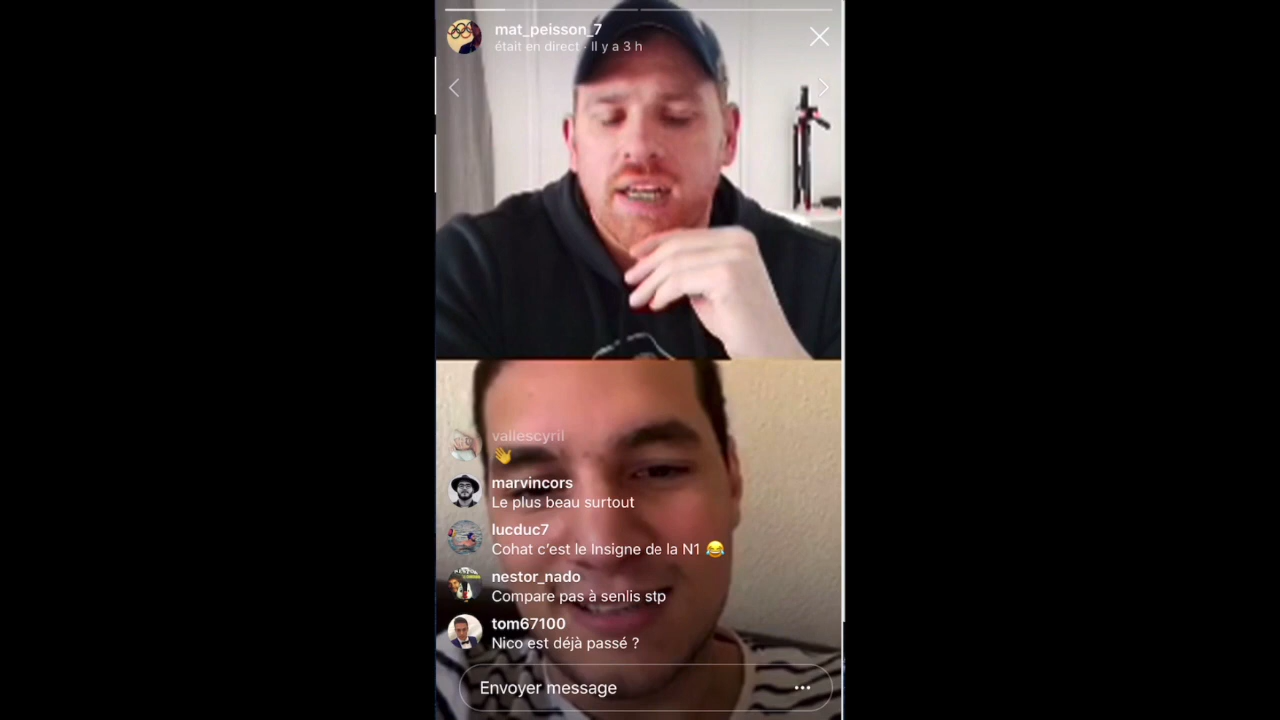 mat_peisson_7
était en direct · Il y a 3 h
vallescyril
👋
marvincors
Le plus beau surtout
lucduc7
Cohat c’est le Insigne de la N1 😂
nestor_nado
Compare pas à senlis stp
tom67100
Nico est déjà passé ?
Envoyer message